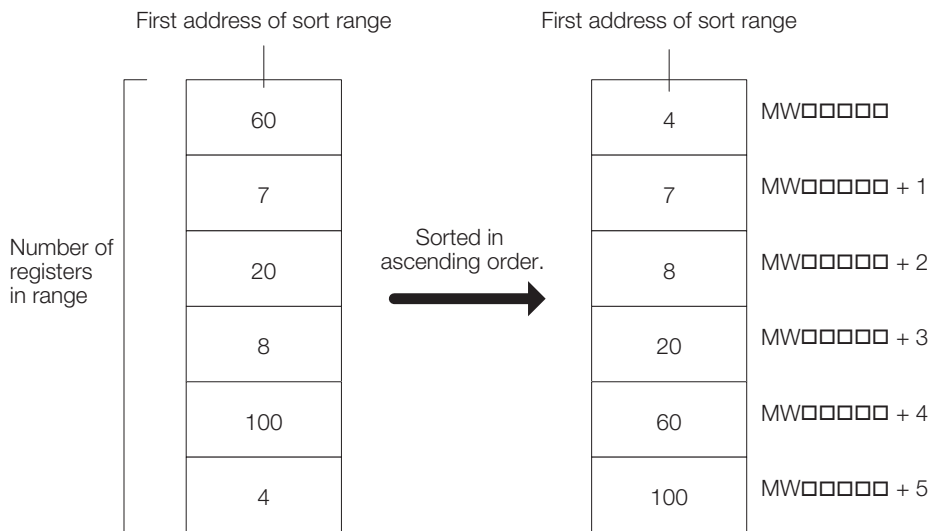 First address of sort range
First address of sort range
60
7
20
8
100
4
Number of
registers
in range
Sorted in
ascending order.
4
7
8
20
60
100
MW□□□□□
MW□□□□□ + 1
MW□□□□□ + 2
MW□□□□□ + 3
MW□□□□□ + 4
MW□□□□□ + 5